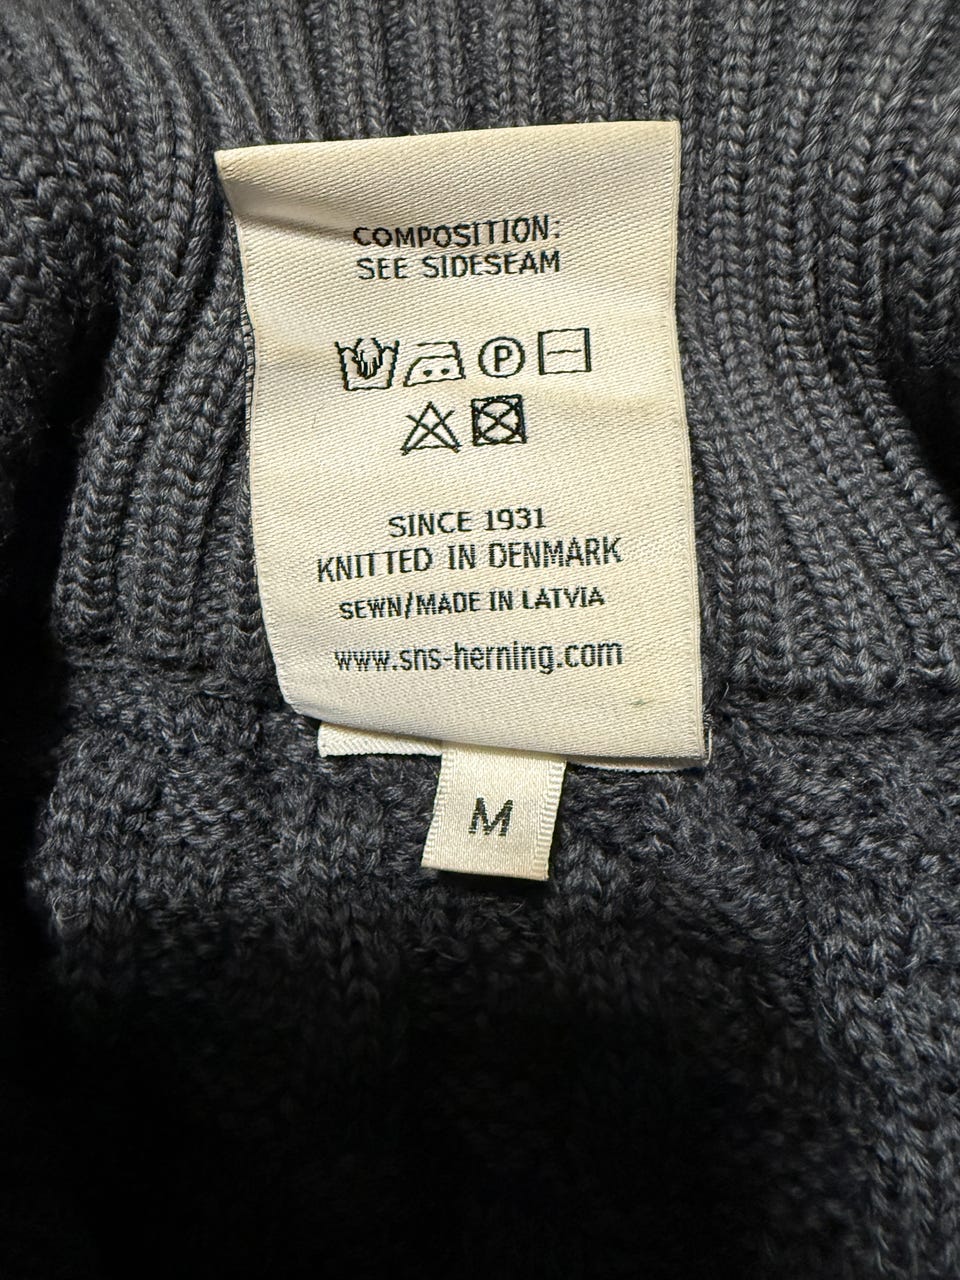 COMPOSITION:
SEE SIDESEAM
P
SINCE 1931
KNITTED IN DENMARK
SEWN/MADE IN LATVIA
www.sns-herning.com
M